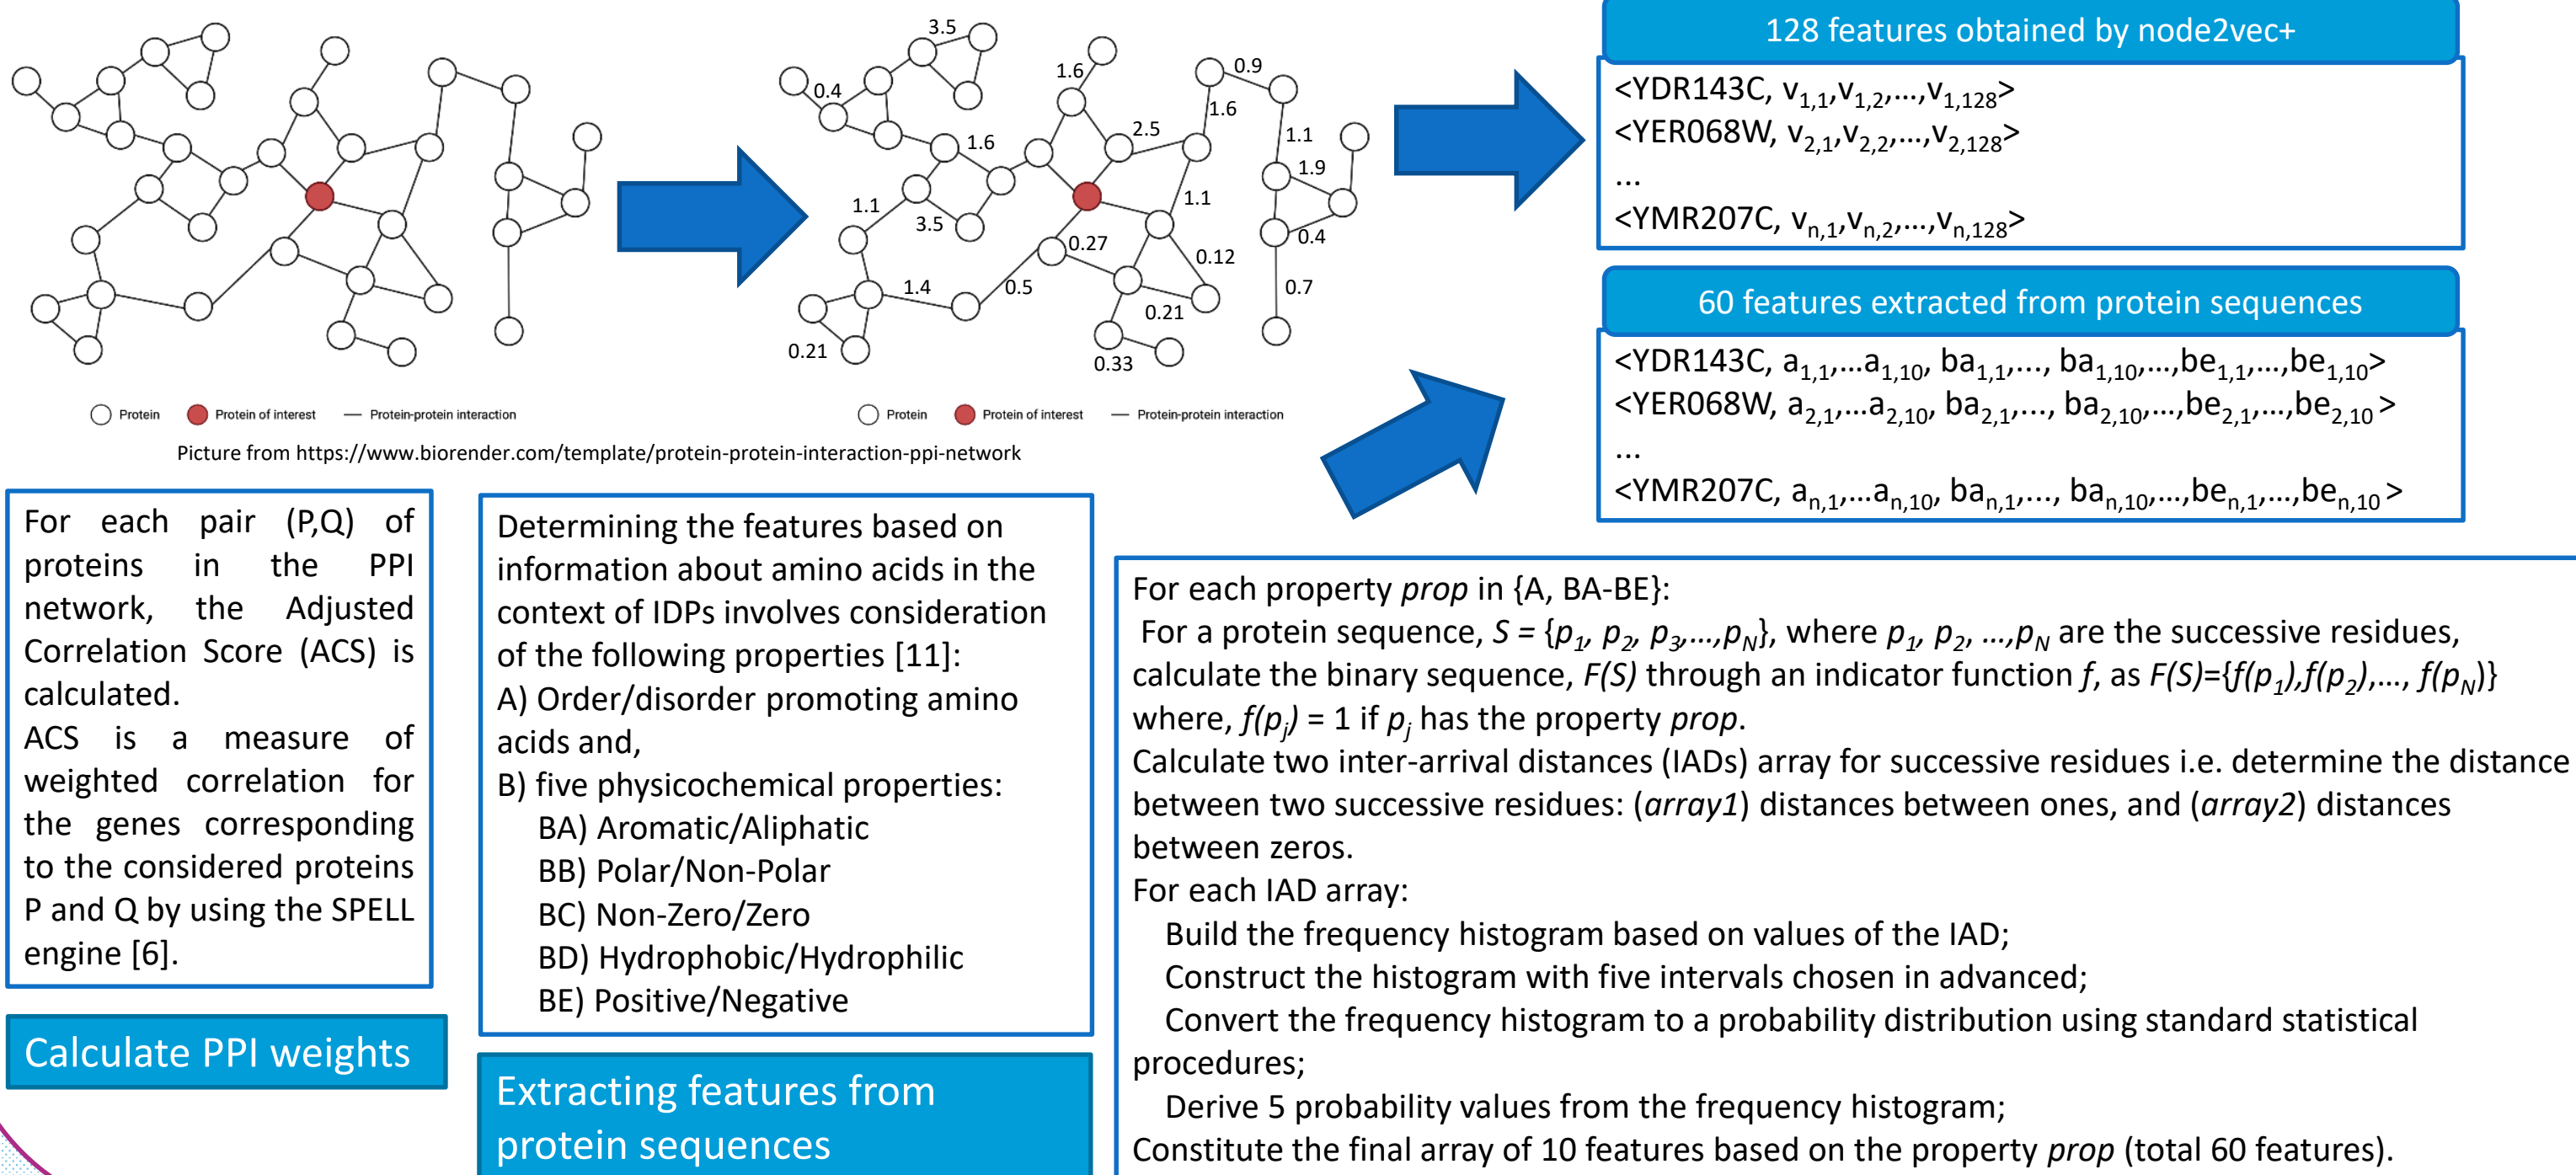 3.5
0.4
1.6
0.9
1.6
2.5
1.6
1.1
1.9
1.1
1.1
3.5
0.27
0.4
0.12
1.4
0.5
0.7
0.21
0.21
0.33
Protein Protein of interest Protein-protein interaction
Protein Protein of interest Protein-protein interaction
Picture from https://www.biorender.com/template/protein-protein-interaction-ppi-network
128 features obtained by node2vec+
<YDR143C, v1,1,v1,2,…,v1,128>
<YER068W, v2,1,v2,2,…,v2,128>
...
<YMR207C, vn,1,vn,2,…,vn,128>
60 features extracted from protein sequences
<YDR143C, a1,1,…a1,10, ba1,1,…, ba1,10,…,be1,1,…,be1,10>
<YER068W, a2,1,…a2,10, ba2,1,…, ba2,10,…,be2,1,…,be2,10 >
...
<YMR207C, an,1,…an,10, ban,1,…, ban,10,…,ben,1,…,ben,10 >
For each pair (P,Q) of
proteins in the PPI
network, the Adjusted
Correlation Score (ACS) is
calculated.
ACS is a measure of
weighted correlation for
the genes corresponding
to the considered proteins
P and Q by using the SPELL
engine [6].
Calculate PPI weights
Determining the features based on
information about amino acids in the
context of IDPs involves consideration
of the following properties [11]:
A) Order/disorder promoting amino
acids and,
B) five physicochemical properties:
BA) Aromatic/Aliphatic
BB) Polar/Non-Polar
BC) Non-Zero/Zero
BD) Hydrophobic/Hydrophilic
BE) Positive/Negative
Extracting features from
protein sequences
For each property prop in {A, BA-BE}:
For a protein sequence, S = {p1, p2, p3,…,pN}, where p1, p2, …,pN are the successive residues,
calculate the binary sequence, F(S) through an indicator function f, as F(S)={f(p1),f(p2),…, f(pN)}
where, f(pj) = 1 if pj has the property prop.
Calculate two inter-arrival distances (IADs) array for successive residues i.e. determine the distance
between two successive residues: (array1) distances between ones, and (array2) distances
between zeros.
For each IAD array:
Build the frequency histogram based on values of the IAD;
Construct the histogram with five intervals chosen in advanced;
Convert the frequency histogram to a probability distribution using standard statistical
procedures;
Derive 5 probability values from the frequency histogram;
Constitute the final array of 10 features based on the property prop (total 60 features).